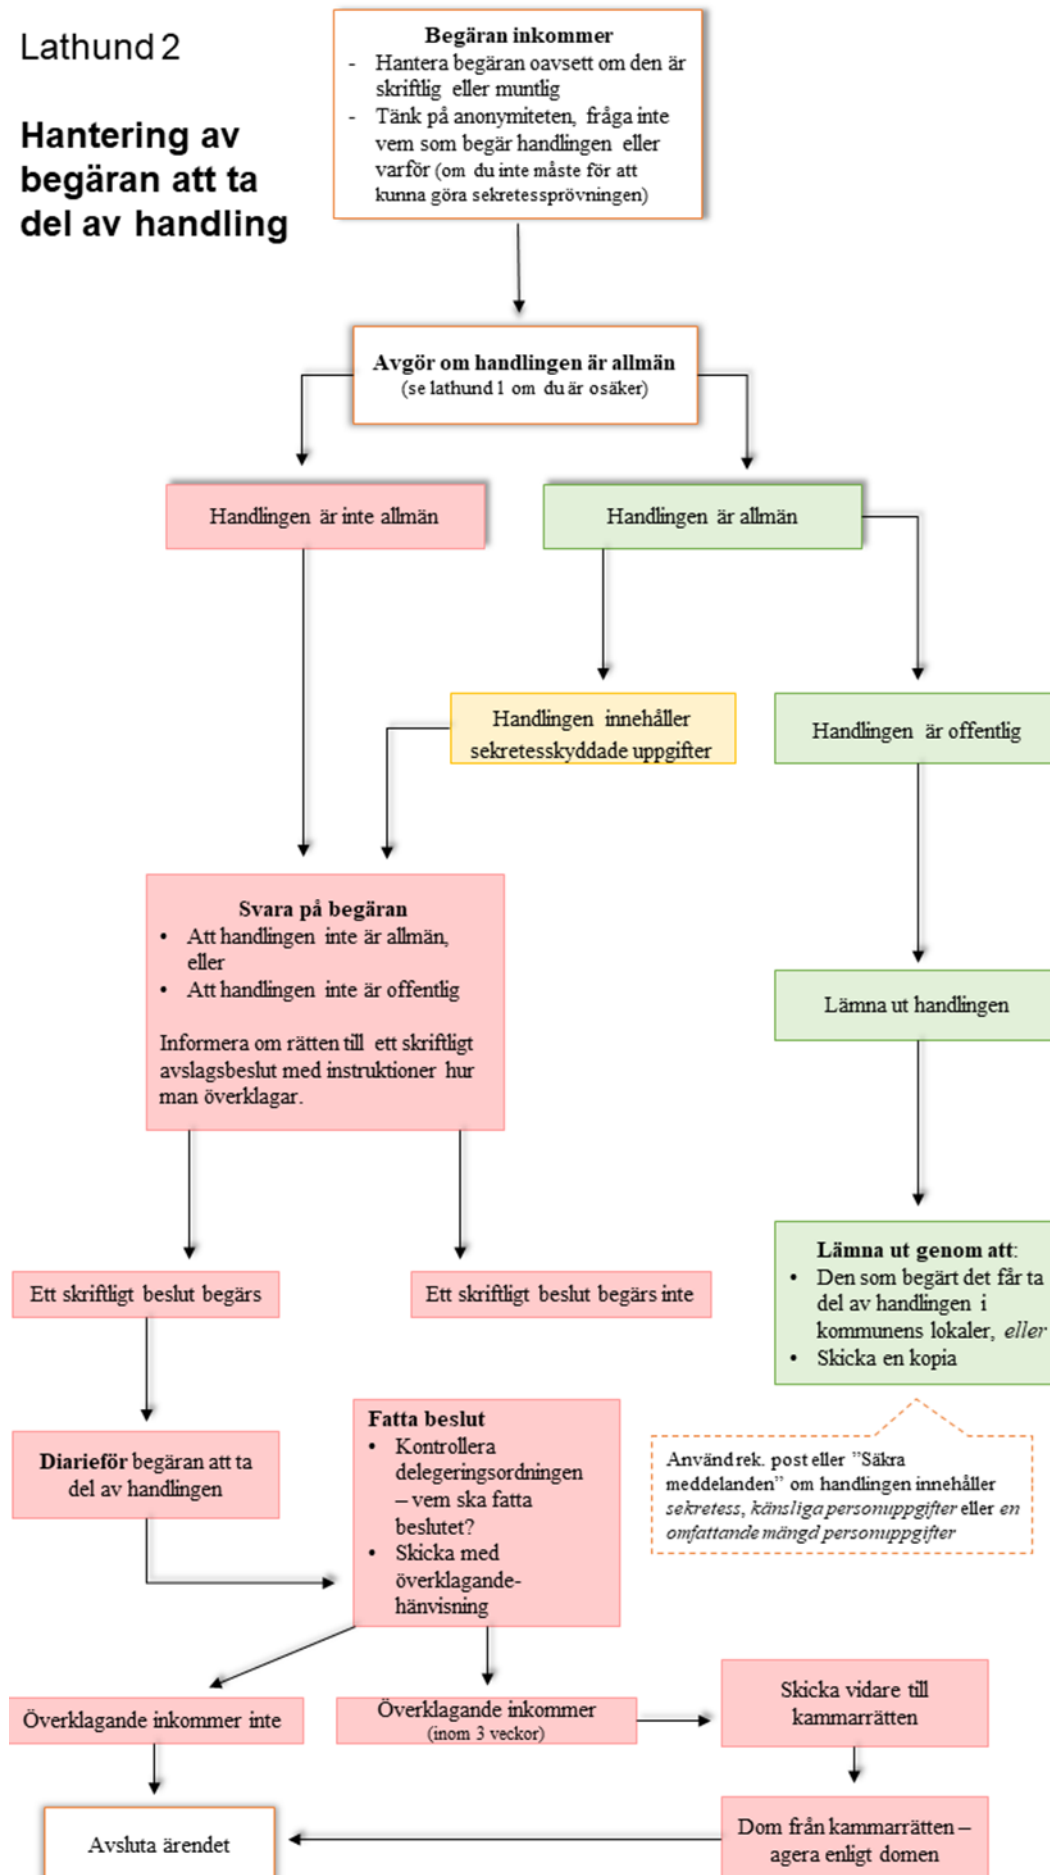 Lathund 2
Hantering av
begäran att ta
del av handling
Begäran inkommer
- Hantera begäran oavsett om den är
skriftlig eller muntlig
- Tänk på anonymiteten, fråga inte
vem som begär handlingen eller
varför (om du inte måste för att
kunna göra sekretessprövningen)
Avgör om handlingen är allmän
(se lathund 1 om du är osäker)
Handlingen är inte allmän
Handlingen är allmän
Handlingen innehåller
sekretesskyddade uppgifter
Handlingen är offentlig
Svara på begäran
• Att handlingen inte är allmän,
eller
• Att handlingen inte är offentlig
Informera om rätten till ett skriftligt
avslagsbeslut med instruktioner hur
man överklagar.
Lämna ut handlingen
Ett skriftligt beslut begärs
Ett skriftligt beslut begärs inte
Lämna ut genom att:
• Den som begärt det får ta
del av handlingen i
kommunens lokaler, eller
• Skicka en kopia
Diarieför begäran att ta
del av handlingen
Fatta beslut
• Kontrollera
delegeringsordningen
– vem ska fatta
beslutet?
• Skicka med
överklagande-
hänvisning
Använd rek. post eller ”Säkra
meddelanden” om handlingen innehåller
sekretess, känsliga personuppgifter eller en
omfattande mängd personuppgifter
Överklagande inkommer inte
Överklagande inkommer
(inom 3 veckor)
Skicka vidare till
kammarrätten
Avsluta ärendet
Dom från kammarrätten –
agera enligt domen